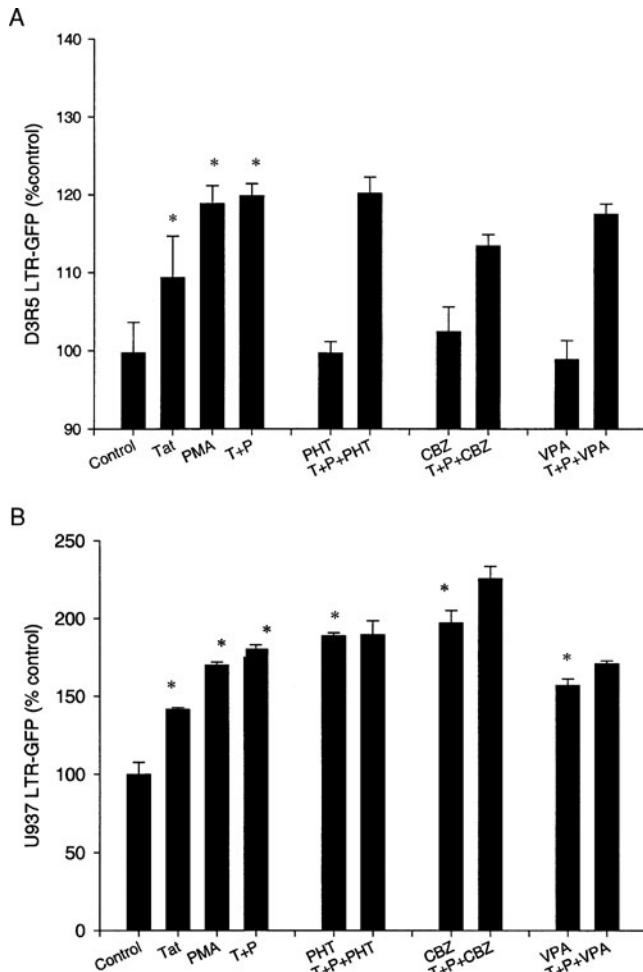 A
140
130
120
110
100
90
D3R5 LTR-GFP (%control)
* * *
Control Tat PMA T+P PHT T+P+PHT CBZ T+P+CBZ VPA T+P+VPA
B
250
200
150
100
50
0
U937 LTR-GFP (% control)
* * * * * *
Control Tat PMA T+P PHT T+P+PHT CBZ T+P+CBZ VPA T+P+VPA